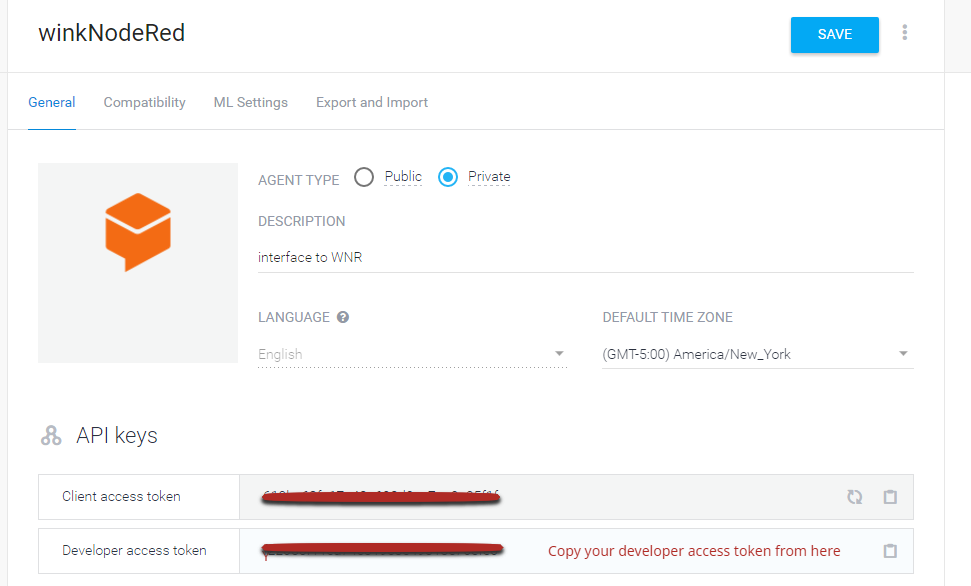 winkNodeRed
SAVE
General Compatibility ML Settings Export and Import
AGENT TYPE Public Private
DESCRIPTION
interface to WNR
LANGUAGE DEFAULT TIME ZONE
English (GMT-5:00) America/New_York
API keys
Client access token
Developer access token Copy your developer access token from here